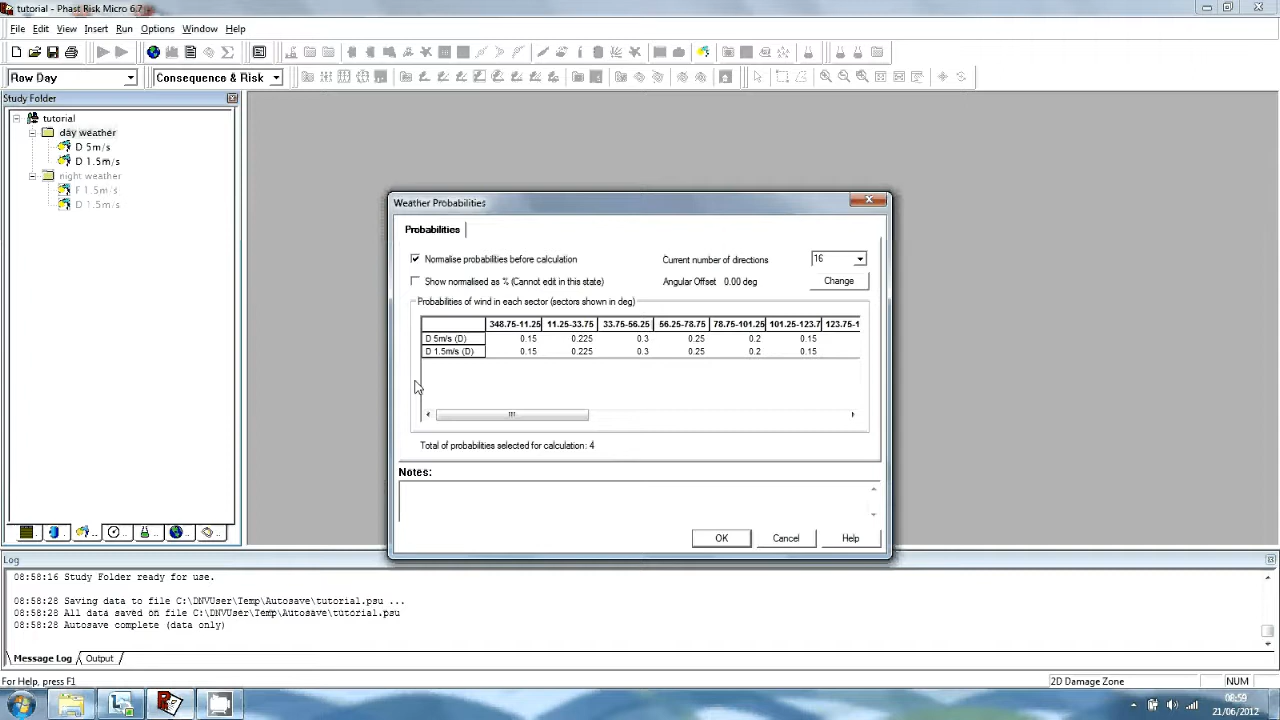 tutorial - Phast Risk Micro 6.7
File Edit View Insert Run Options Window Help
Row Day Consequence & Risk
Study Folder
tutorial
day weather
D 5m/s
D 1.5m/s
night weather
F 1.5m/s
D 1.5m/s
Weather Probabilities
Probabilities
Normalise probabilities before calculation
Current number of directions 16
Show normalised as % (Cannot edit in this state)
Angular Offset 0.00 deg Change
Probabilities of wind in each sector (sectors shown in deg)
348.75-11.25 11.25-33.75 33.75-56.25 56.25-78.75 78.75-101.25 101.25-123.7 123.75-1
D 5m/s (D) 0.15 0.225 0.3 0.25 0.2 0.15
D 1.5m/s (D) 0.15 0.225 0.3 0.25 0.2 0.15
Total of probabilities selected for calculation: 4
Notes:
OK Cancel Help
Log
08:58:16 Study Folder ready for use.
08:58:28 Saving data to file C:\DNVUser\Temp\Autosave\tutorial.psu ...
08:58:28 All data saved on file C:\DNVUser\Temp\Autosave\tutorial.psu
08:58:28 Autosave complete (data only)
Message Log Output
For Help, press F1
2D Damage Zone NUM
08:59
21/06/2012